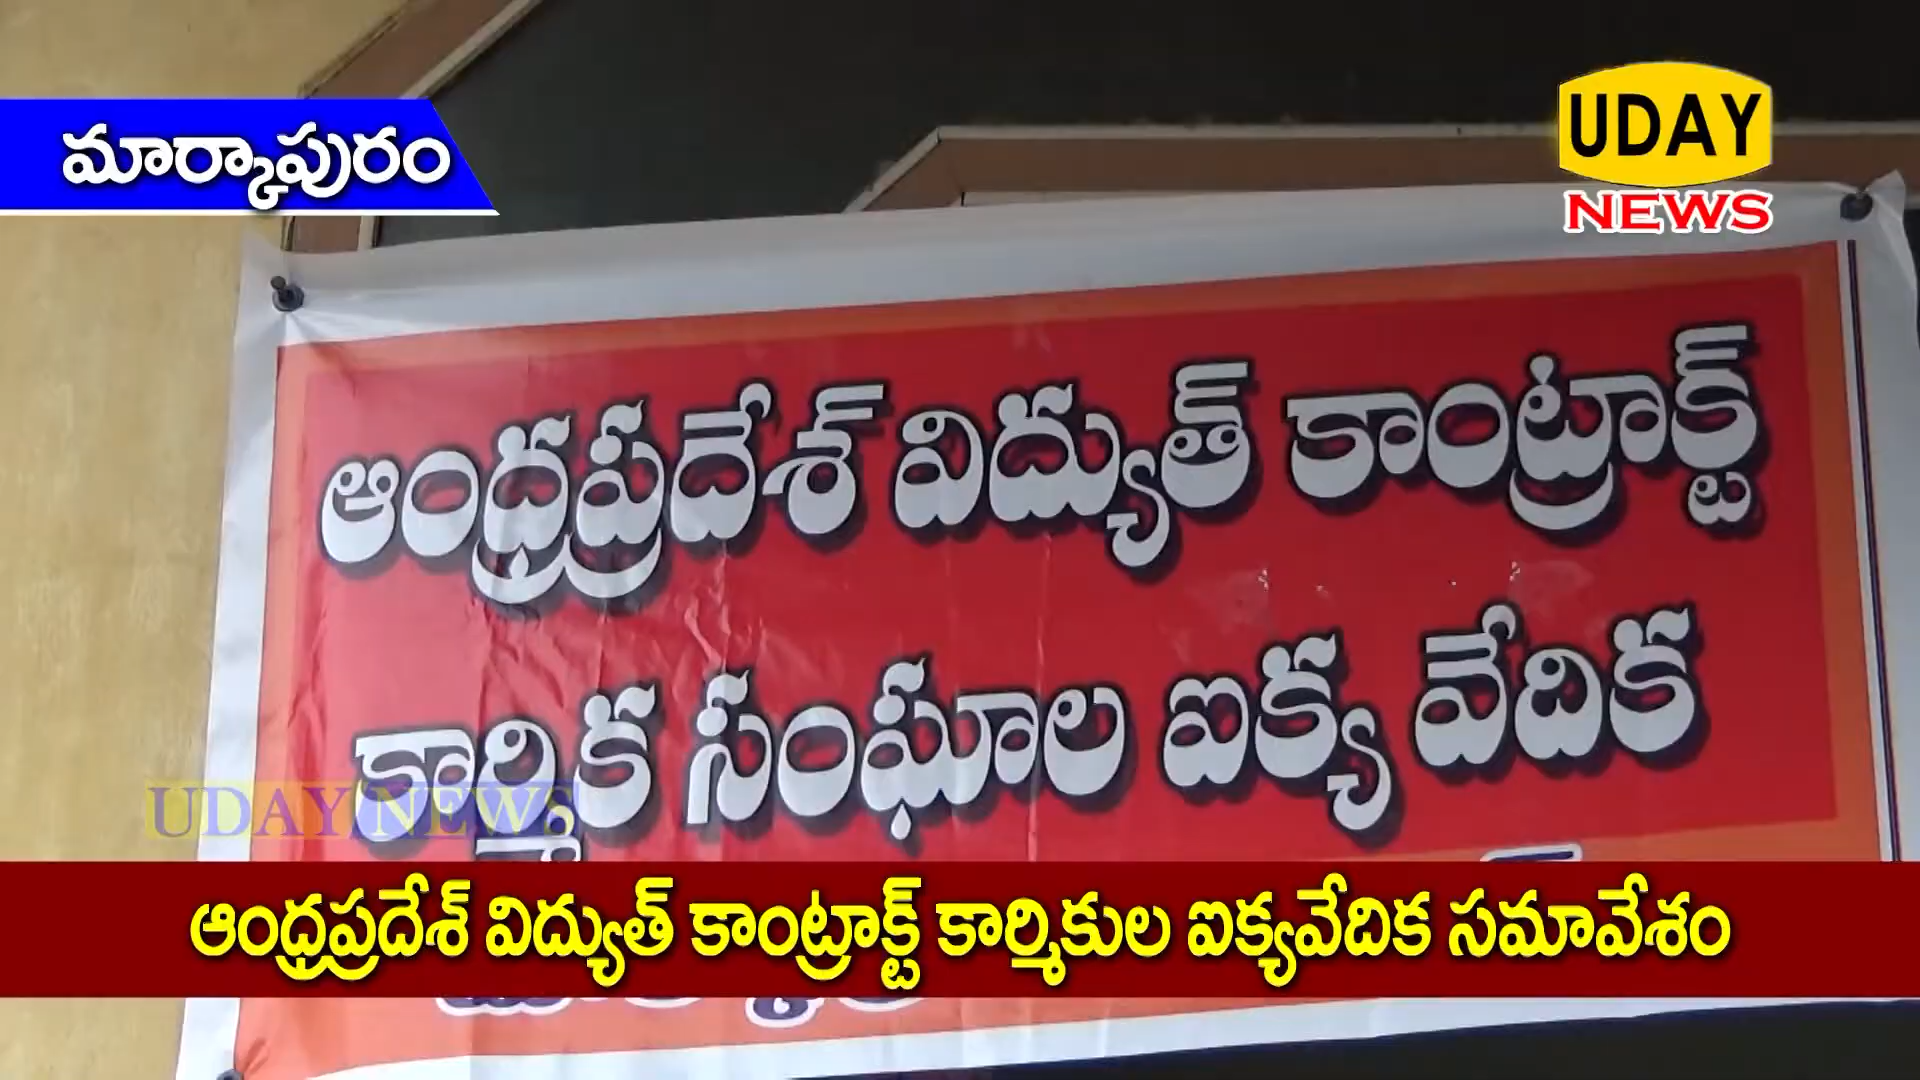 మార్కాపురం
UDAY
NEWS
ఆంధ్రప్రదేశ్ విద్యుత్ కాంట్రాక్ట్
కార్మిక సంఘాల ఐక్య వేదిక
UDAY NEWS
ఆంధ్రప్రదేశ్ విద్యుత్ కాంట్రాక్ట్ కార్మికుల ఐక్యవేదిక సమావేశం